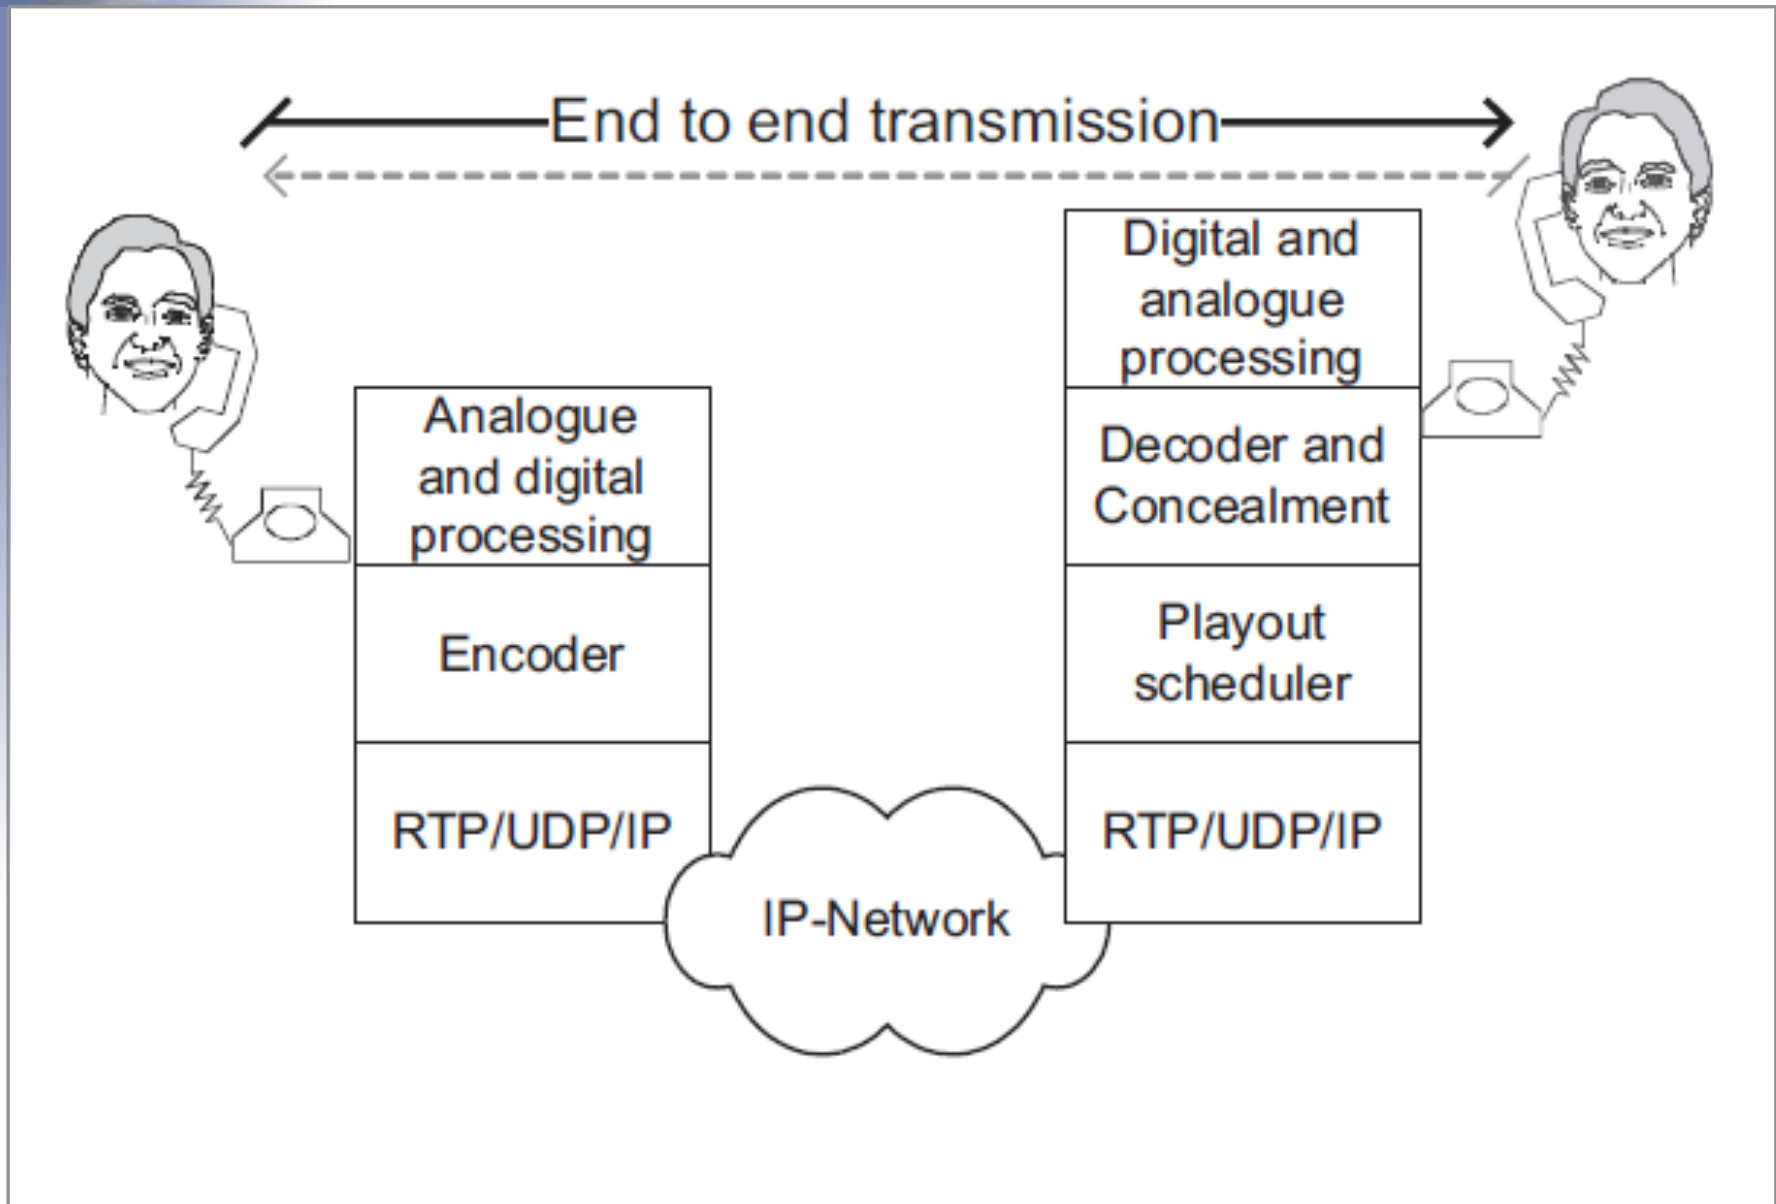 End to end transmission
Analogue
and digital
processing
Encoder
RTP/UDP/IP
IP-Network
Digital and
analogue
processing
Decoder and
Concealment
Playout
scheduler
RTP/UDP/IP